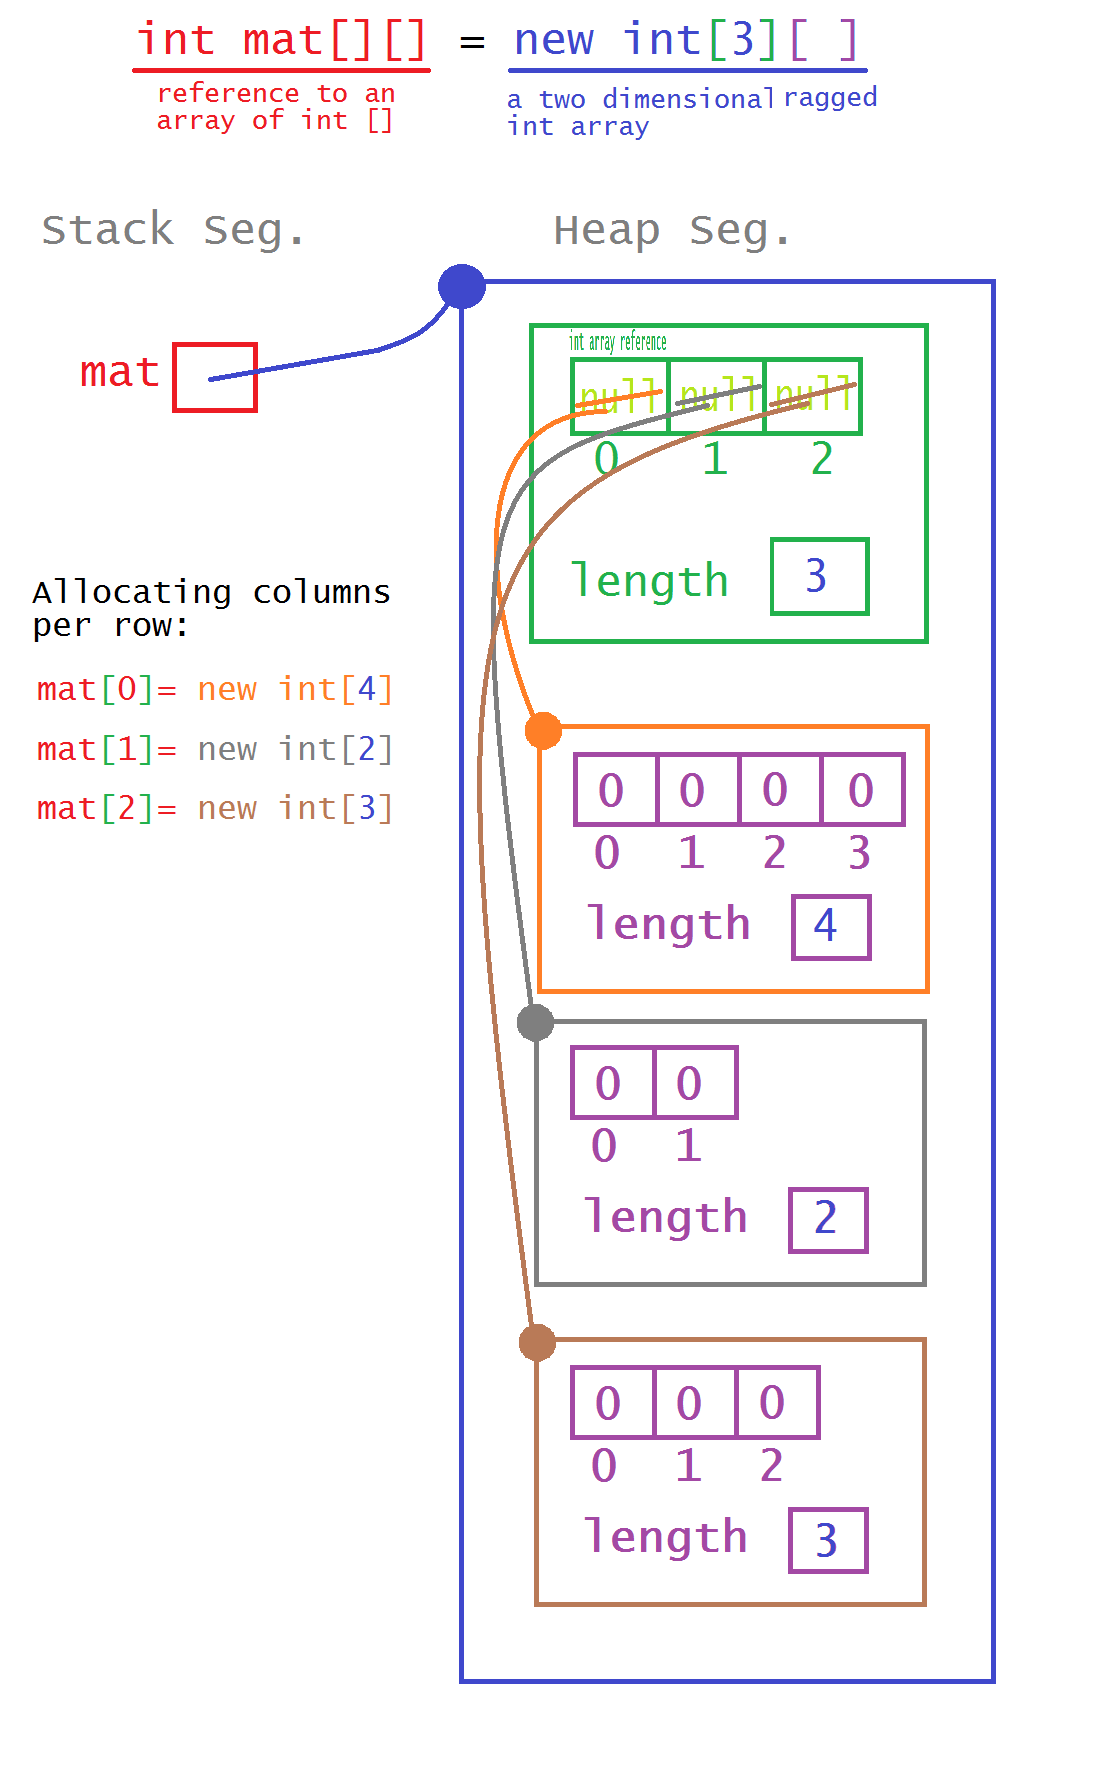 int mat[][] = new int[3][ ]
reference to an
array of int []
a two dimensional ragged
int array
Stack Seg.
Heap Seg.
mat
int array reference
null null null
0 1 2
length 3
Allocating columns
per row:
mat[0]= new int[4]
mat[1]= new int[2]
mat[2]= new int[3]
0 0 0 0
0 1 2 3
length 4
0 0
0 1
length 2
0 0 0
0 1 2
length 3